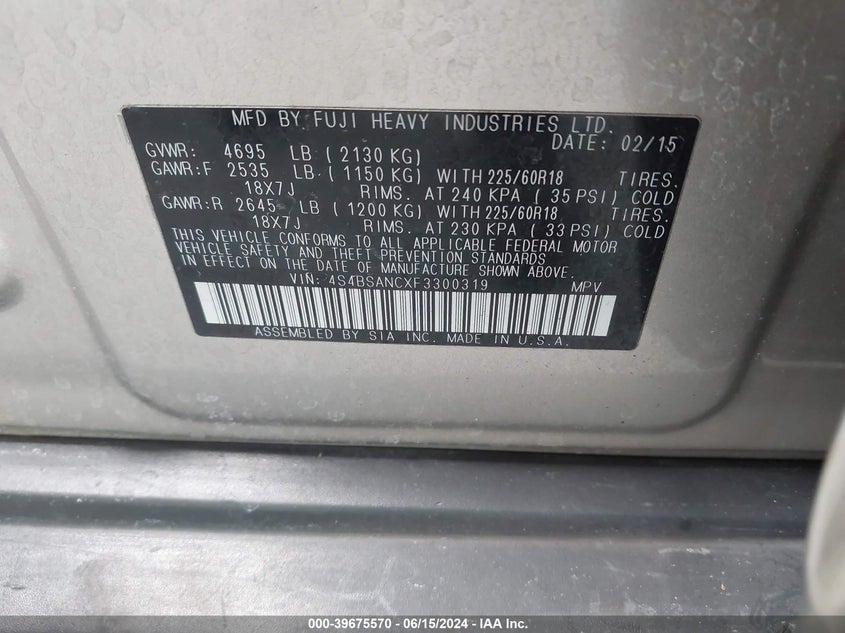 MFD BY FUJI HEAVY INDUSTRIES LTD.
DATE: 02/15
GVWR: 4695 LB ( 2130 KG)
GAWR:F 2535 LB ( 1150 KG) WITH 225/60R18 TIRES.
18X7J RIMS. AT 240 KPA ( 35 PSI) COLD
GAWR:R 2645 LB ( 1200 KG) WITH 225/60R18 TIRES.
18X7J RIMS. AT 230 KPA ( 33 PSI) COLD
THIS VEHICLE CONFORMS TO ALL APPLICABLE FEDERAL MOTOR
VEHICLE SAFETY AND THEFT PREVENTION STANDARDS
IN EFFECT ON THE DATE OF MANUFACTURE SHOWN ABOVE.
VIN: 4S4BSANCXF3300319 MPV
ASSEMBLED BY SIA INC. MADE IN U.S.A.
000-39675570 - 06/15/2024 - IAA Inc.